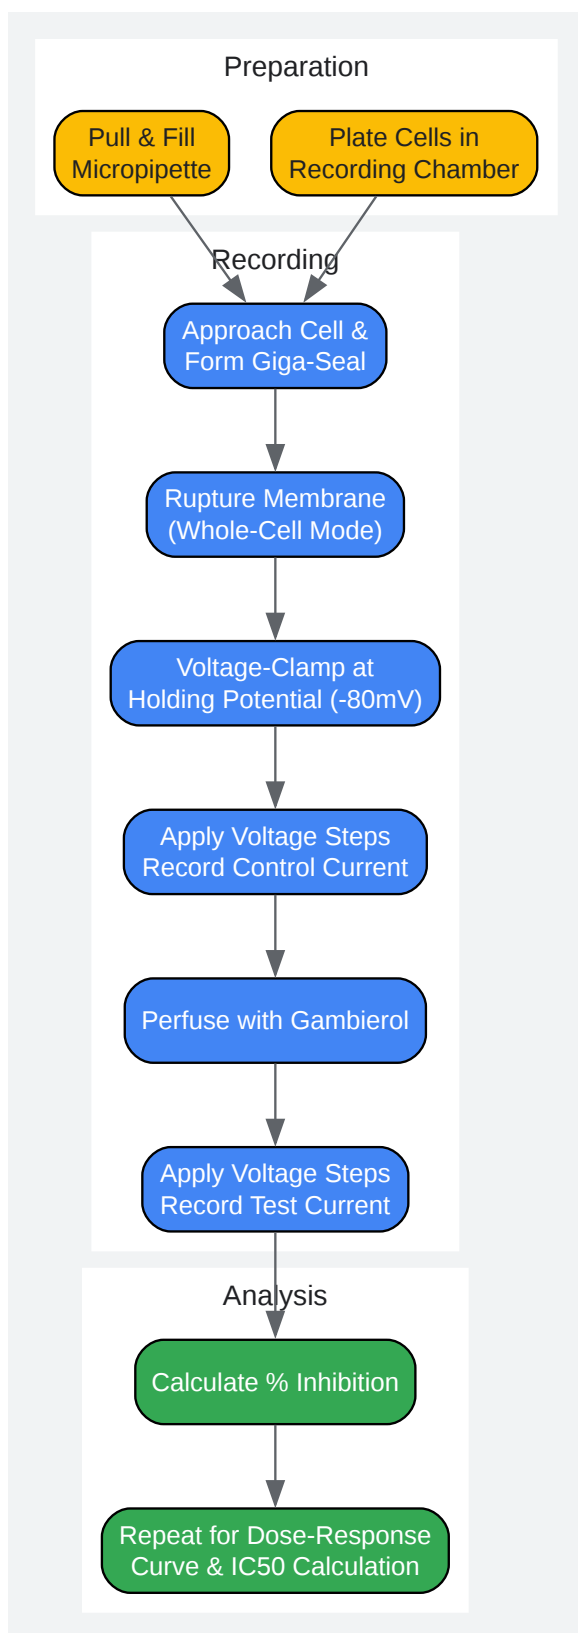 Preparation
Pull & Fill
Micropipette
Plate Cells in
Recording Chamber
Recording
Approach Cell &
Form Giga-Seal
Rupture Membrane
(Whole-Cell Mode)
Voltage-Clamp at
Holding Potential (-80mV)
Apply Voltage Steps
Record Control Current
Perfuse with Gambierol
Apply Voltage Steps
Record Test Current
Analysis
Calculate % Inhibition
Repeat for Dose-Response
Curve & IC50 Calculation